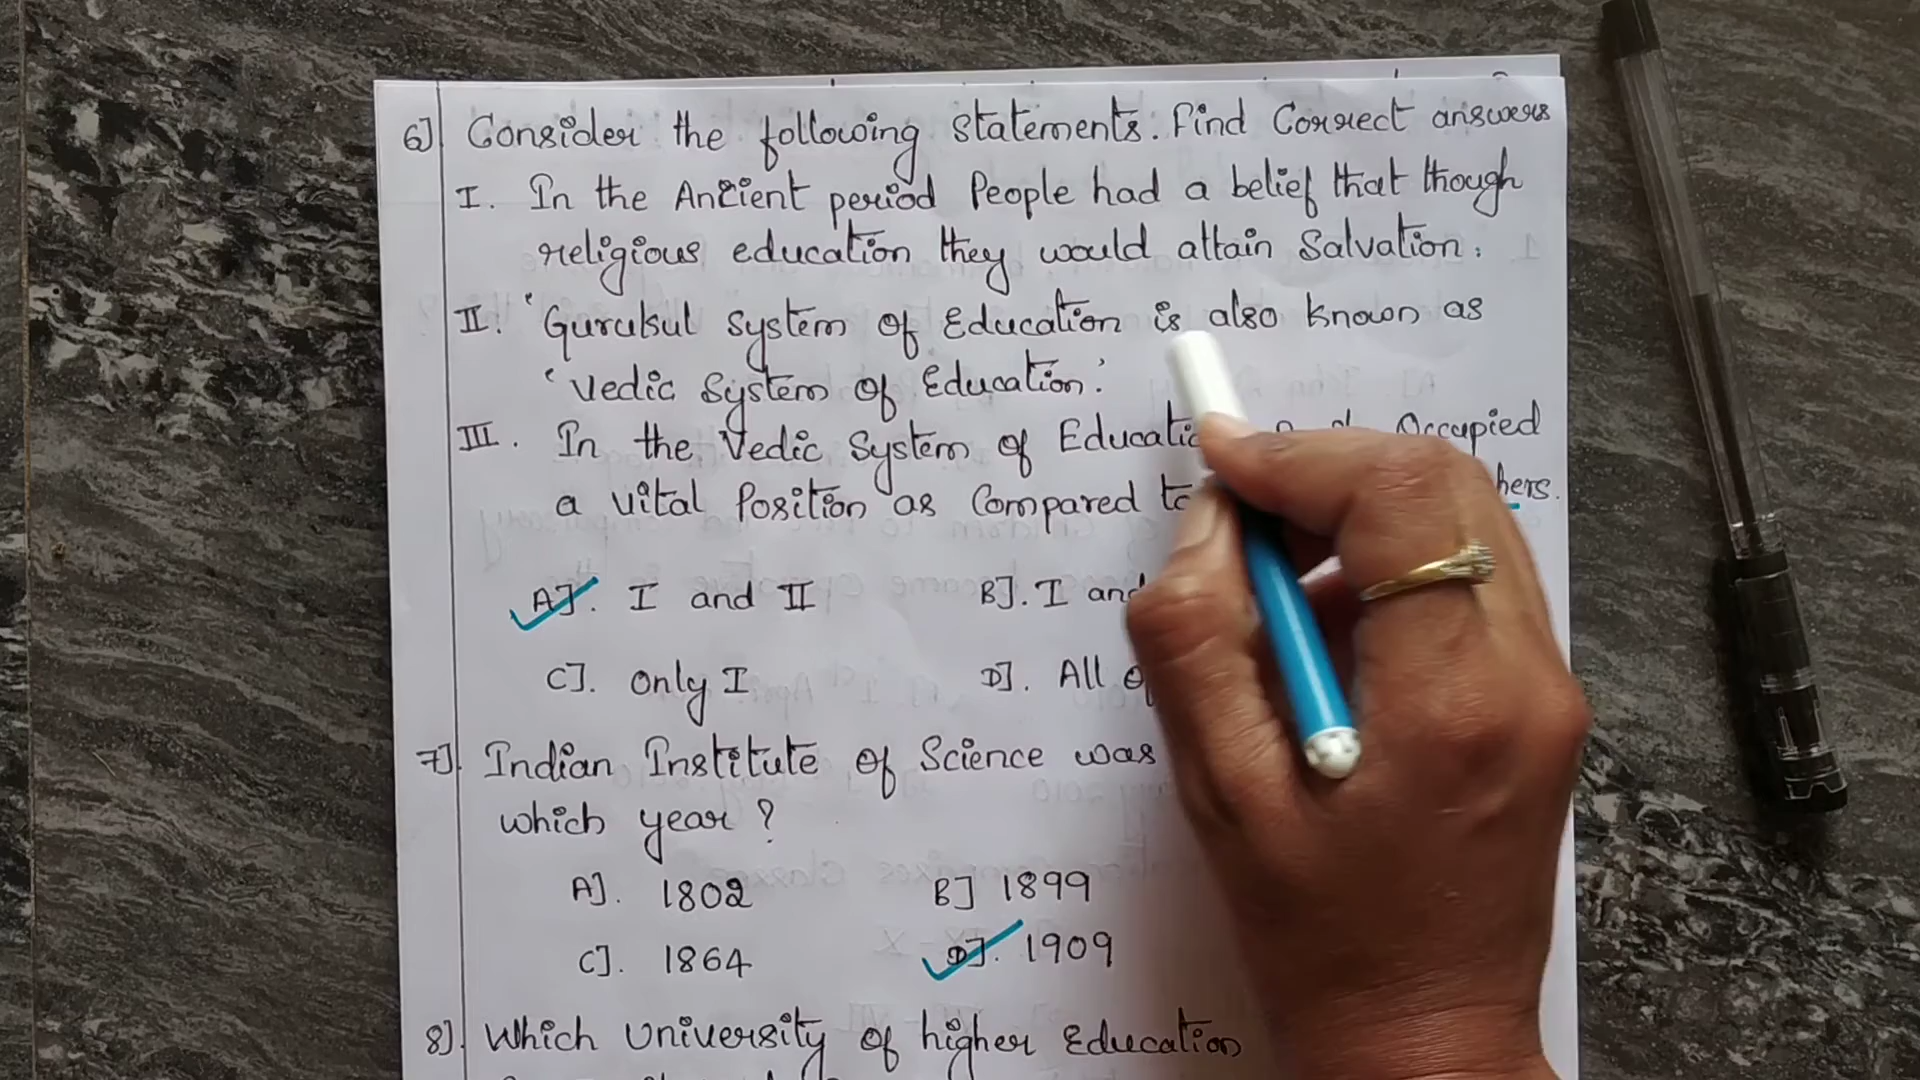 6] Consider the following statements. Find Correct answers
I. In the Ancient period People had a belief that though
religious education they would attain Salvation.
II. 'Gurukul System of Education is also known as
'Vedic System of Education.'
III. In the Vedic System of Occupied
a Vital Position as Compared
A]. I and II B]. I and
C]. Only I D]. All
7]. Indian Institute of Science was
which year?
A]. 1802 B] 1899
C]. 1864 D]. 1909
8]. Which University of higher Education